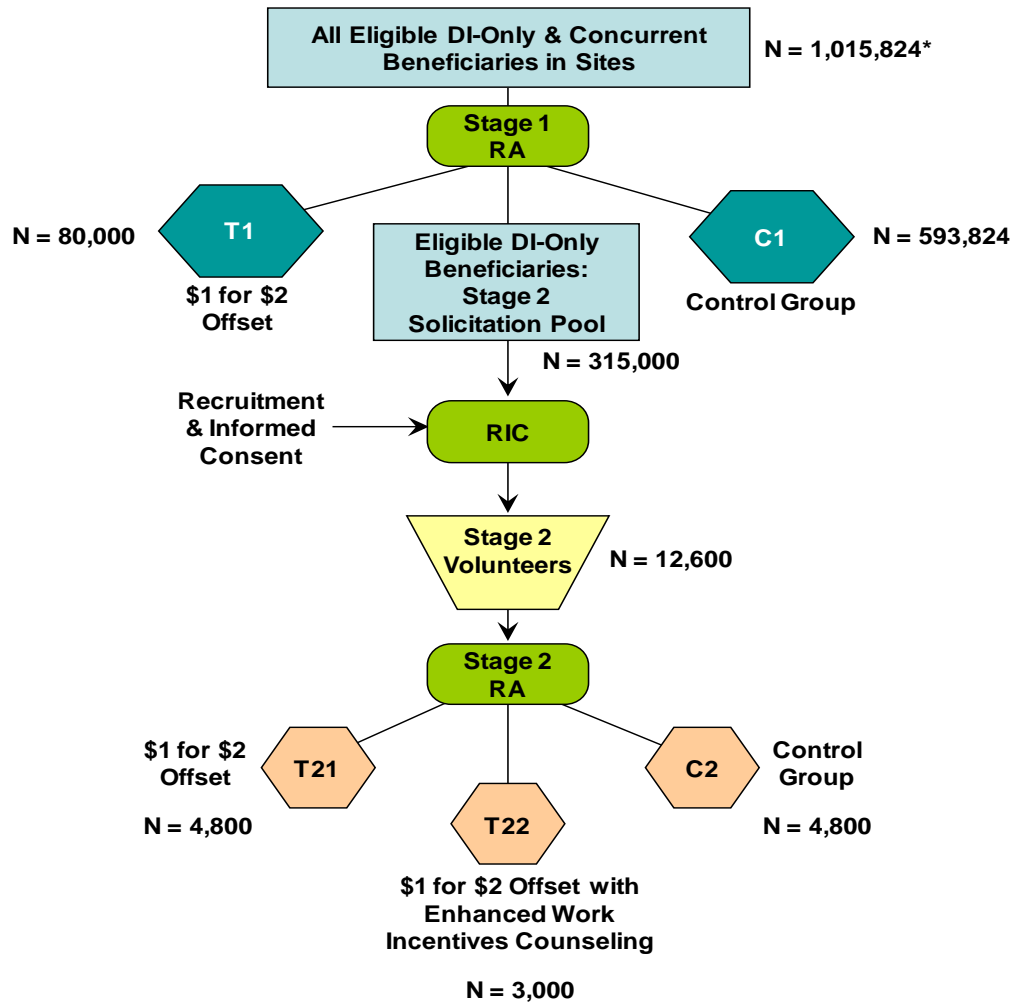 All Eligible DI-Only & Concurrent
Beneficiaries in Sites
N = 1,015,824*
Stage 1
RA
T1
N = 80,000
$1 for $2
Offset
Eligible DI-Only
Beneficiaries:
Stage 2
Solicitation Pool
C1
N = 593,824
Control Group
N = 315,000
Recruitment
& Informed
Consent
RIC
Stage 2
Volunteers
N = 12,600
Stage 2
RA
$1 for $2
Offset
T21
N = 4,800
T22
C2
Control
Group
N = 4,800
$1 for $2 Offset with
Enhanced Work
Incentives Counseling
N = 3,000